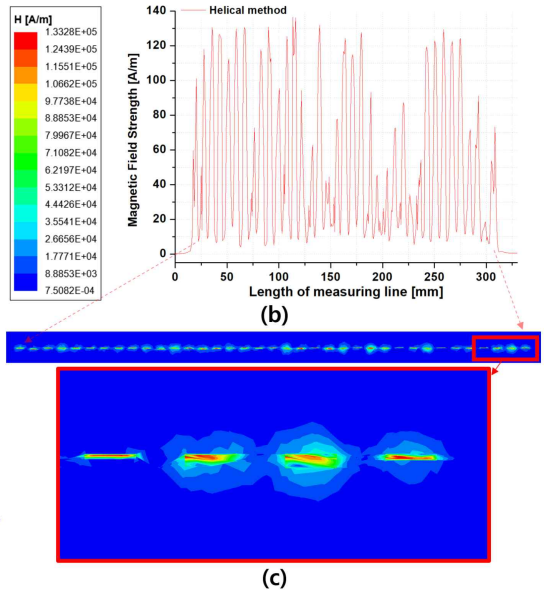 H [A/m]
1.3328E+05
1.2439E+05
1.1551E+05
1.0662E+05
9.7738E+04
8.8853E+04
7.9967E+04
7.1082E+04
6.2197E+04
5.3312E+04
4.4426E+04
3.5541E+04
2.6656E+04
1.7771E+04
8.8853E+03
7.5082E-04
Helical method
Magnetic Field Strength [A/m]
140
120
100
80
60
40
20
0
0 50 100 150 200 250 300
Length of measuring line [mm]
(b)
(c)